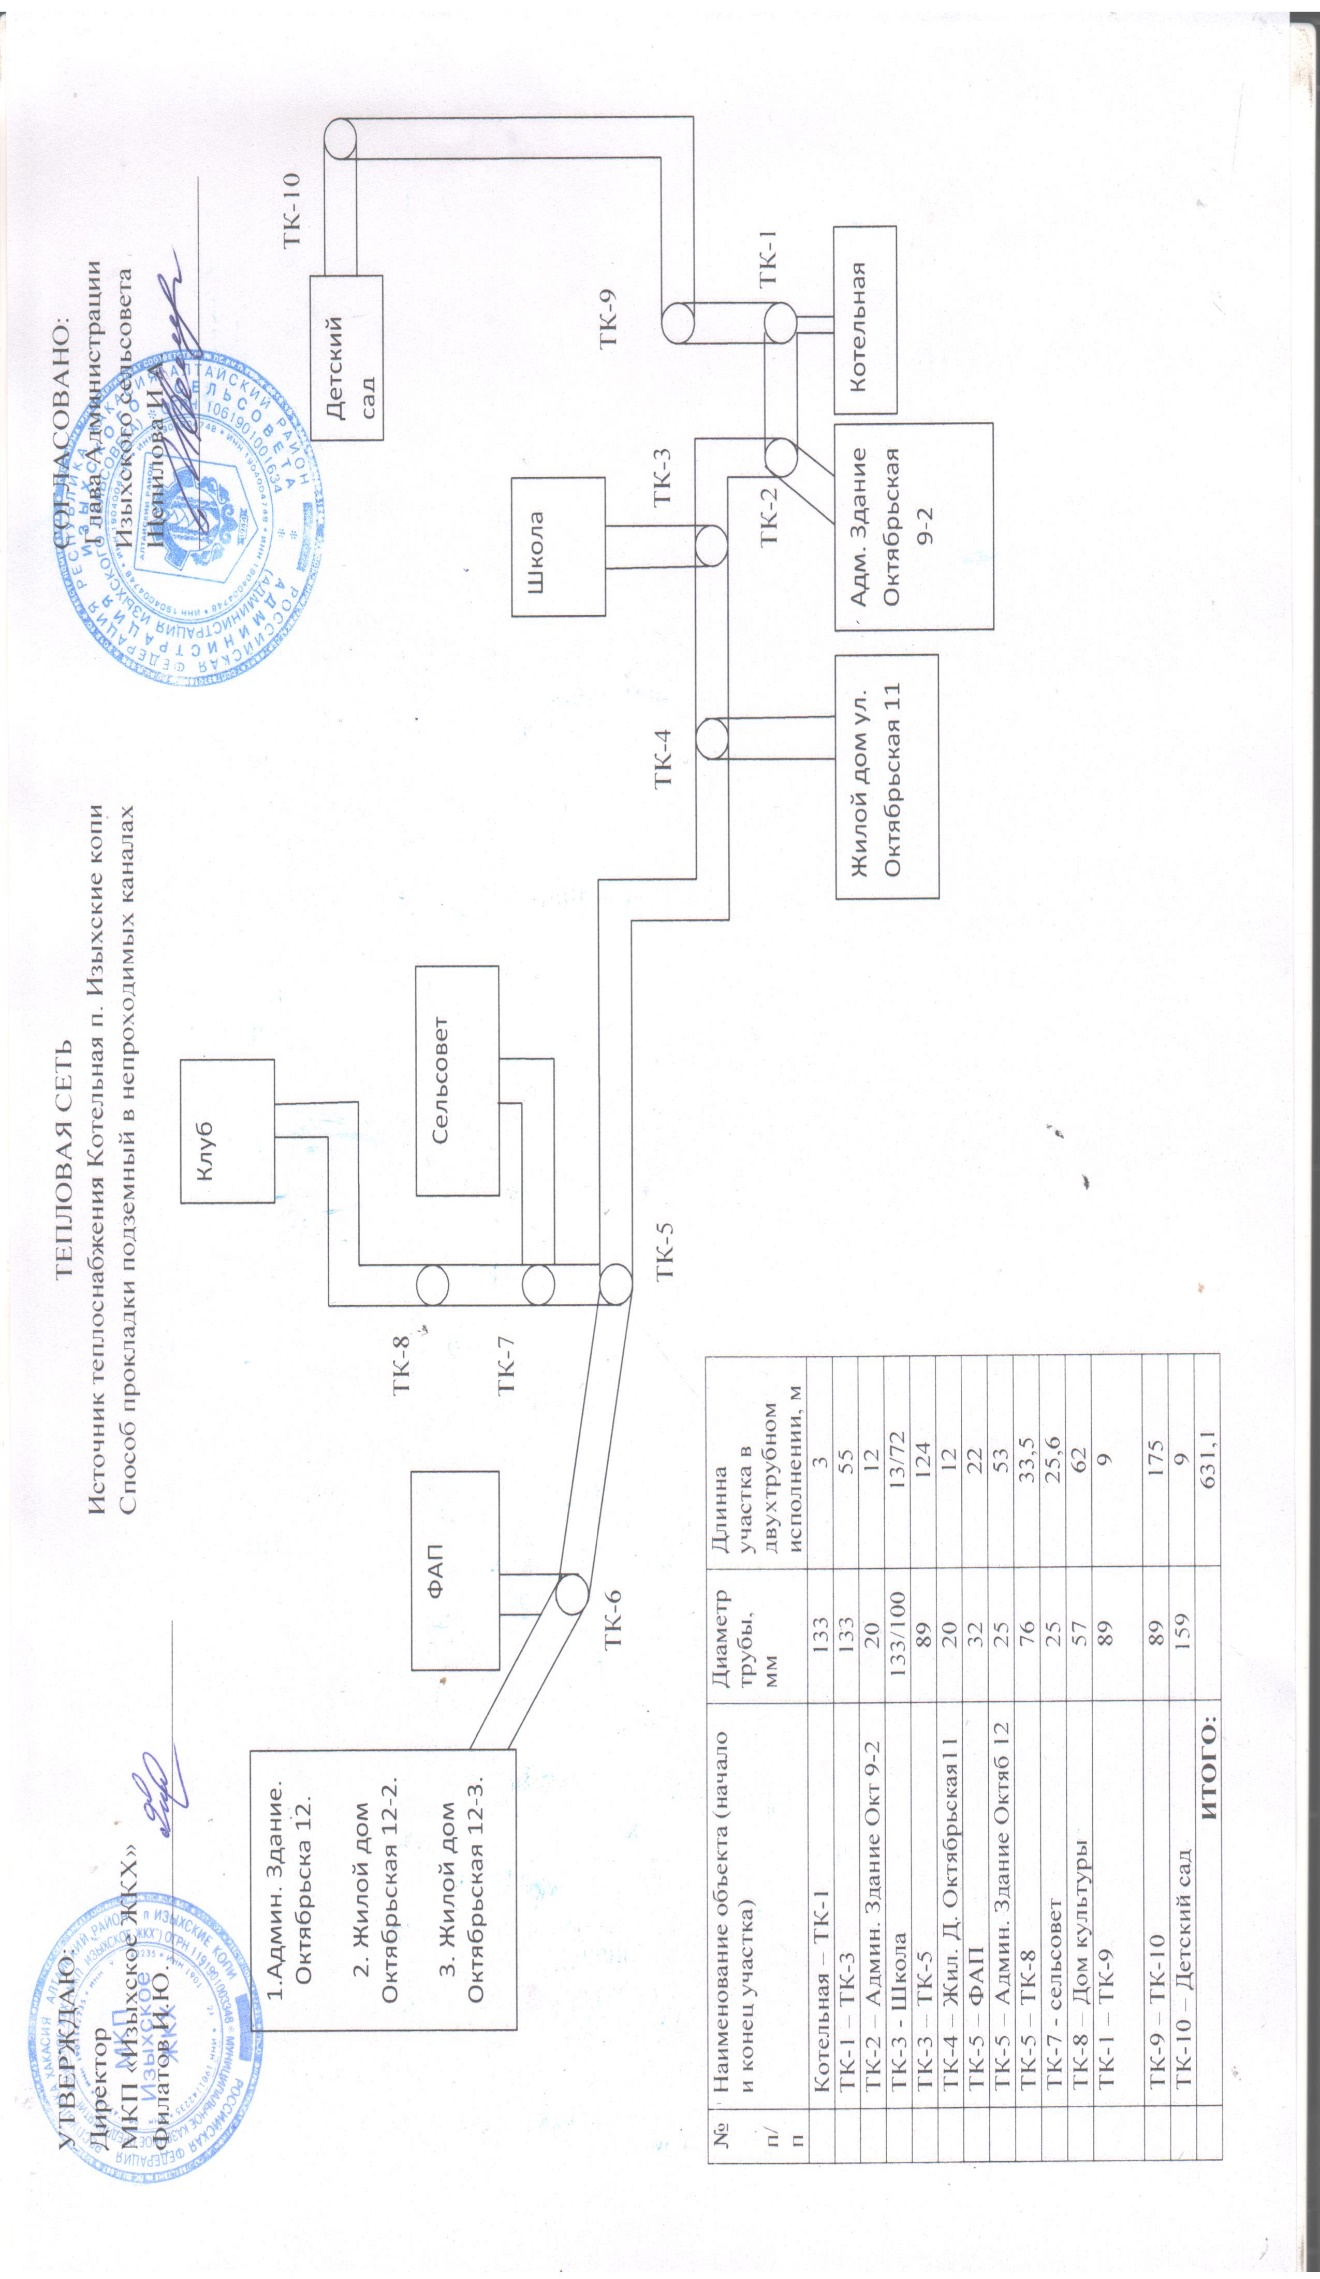 УТВЕРЖДАЮ:
Директор
МКП «Изыхское ЖКХ»
Филатов И.Ю.
ТЕПЛОВАЯ СЕТЬ
Источник теплоснабжения Котельная п. Изыхские копи
Способ прокладки подземный в непроходимых каналах
СОГЛАСОВАНО:
Глава Администрации
Изыхского сельсовета
МКП
Изыхское
ЖКХ
1.Админ. Здание.
Октябрьска 12.
2. Жилой дом
Октябрьская 12-2.
3. Жилой дом
Октябрьская 12-3.
ФАП
ТК-6
Клуб
Сельсовет
ТК-8
ТК-7
ТК-5
Школа
ТК-4
ТК-3
ТК-2
Жилой дом ул.
Октябрьская 11
Адм. Здание
Октябрьская
9-2
Детский
сад
ТК-10
ТК-9
ТК-1
Котельная
№ п/п Наименование объекта (начало и конец участка) Диаметр трубы, мм Длинна участка в двухтрубном исполнении, м
Котельная – ТК-1 133 3
ТК-1 – ТК-3 133 55
ТК-2 – Админ. Здание Окт 9-2 20 12
ТК-3 - Школа 133/100 13/72
ТК-3 – ТК-5 89 124
ТК-4 – Жил. Д. Октябрьская11 20 12
ТК-5 – ФАП 32 22
ТК-5 – Админ. Здание Октяб 12 25 53
ТК-5 – ТК-8 76 33,5
ТК-7 - сельсовет 25 25,6
ТК-8 – Дом культуры 57 62
ТК-1 – ТК-9 89 9
ТК-9 – ТК-10 89 175
ТК-10 – Детский сад 159 9
ИТОГО: 631,1